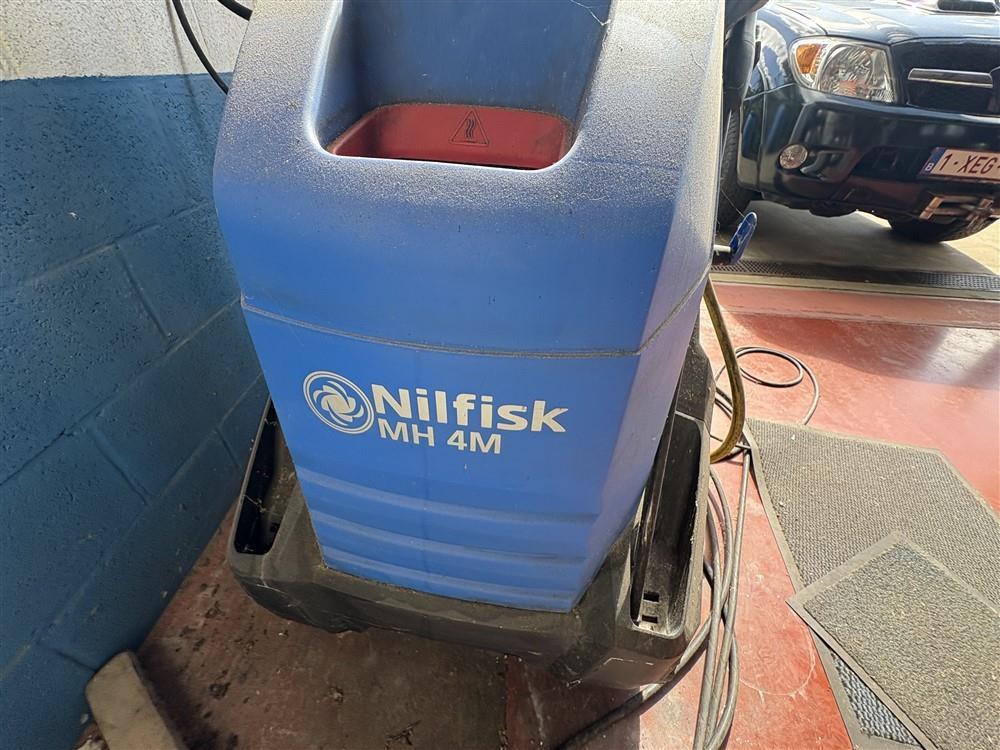 Nilfisk
MH 4M
B 1-XEG